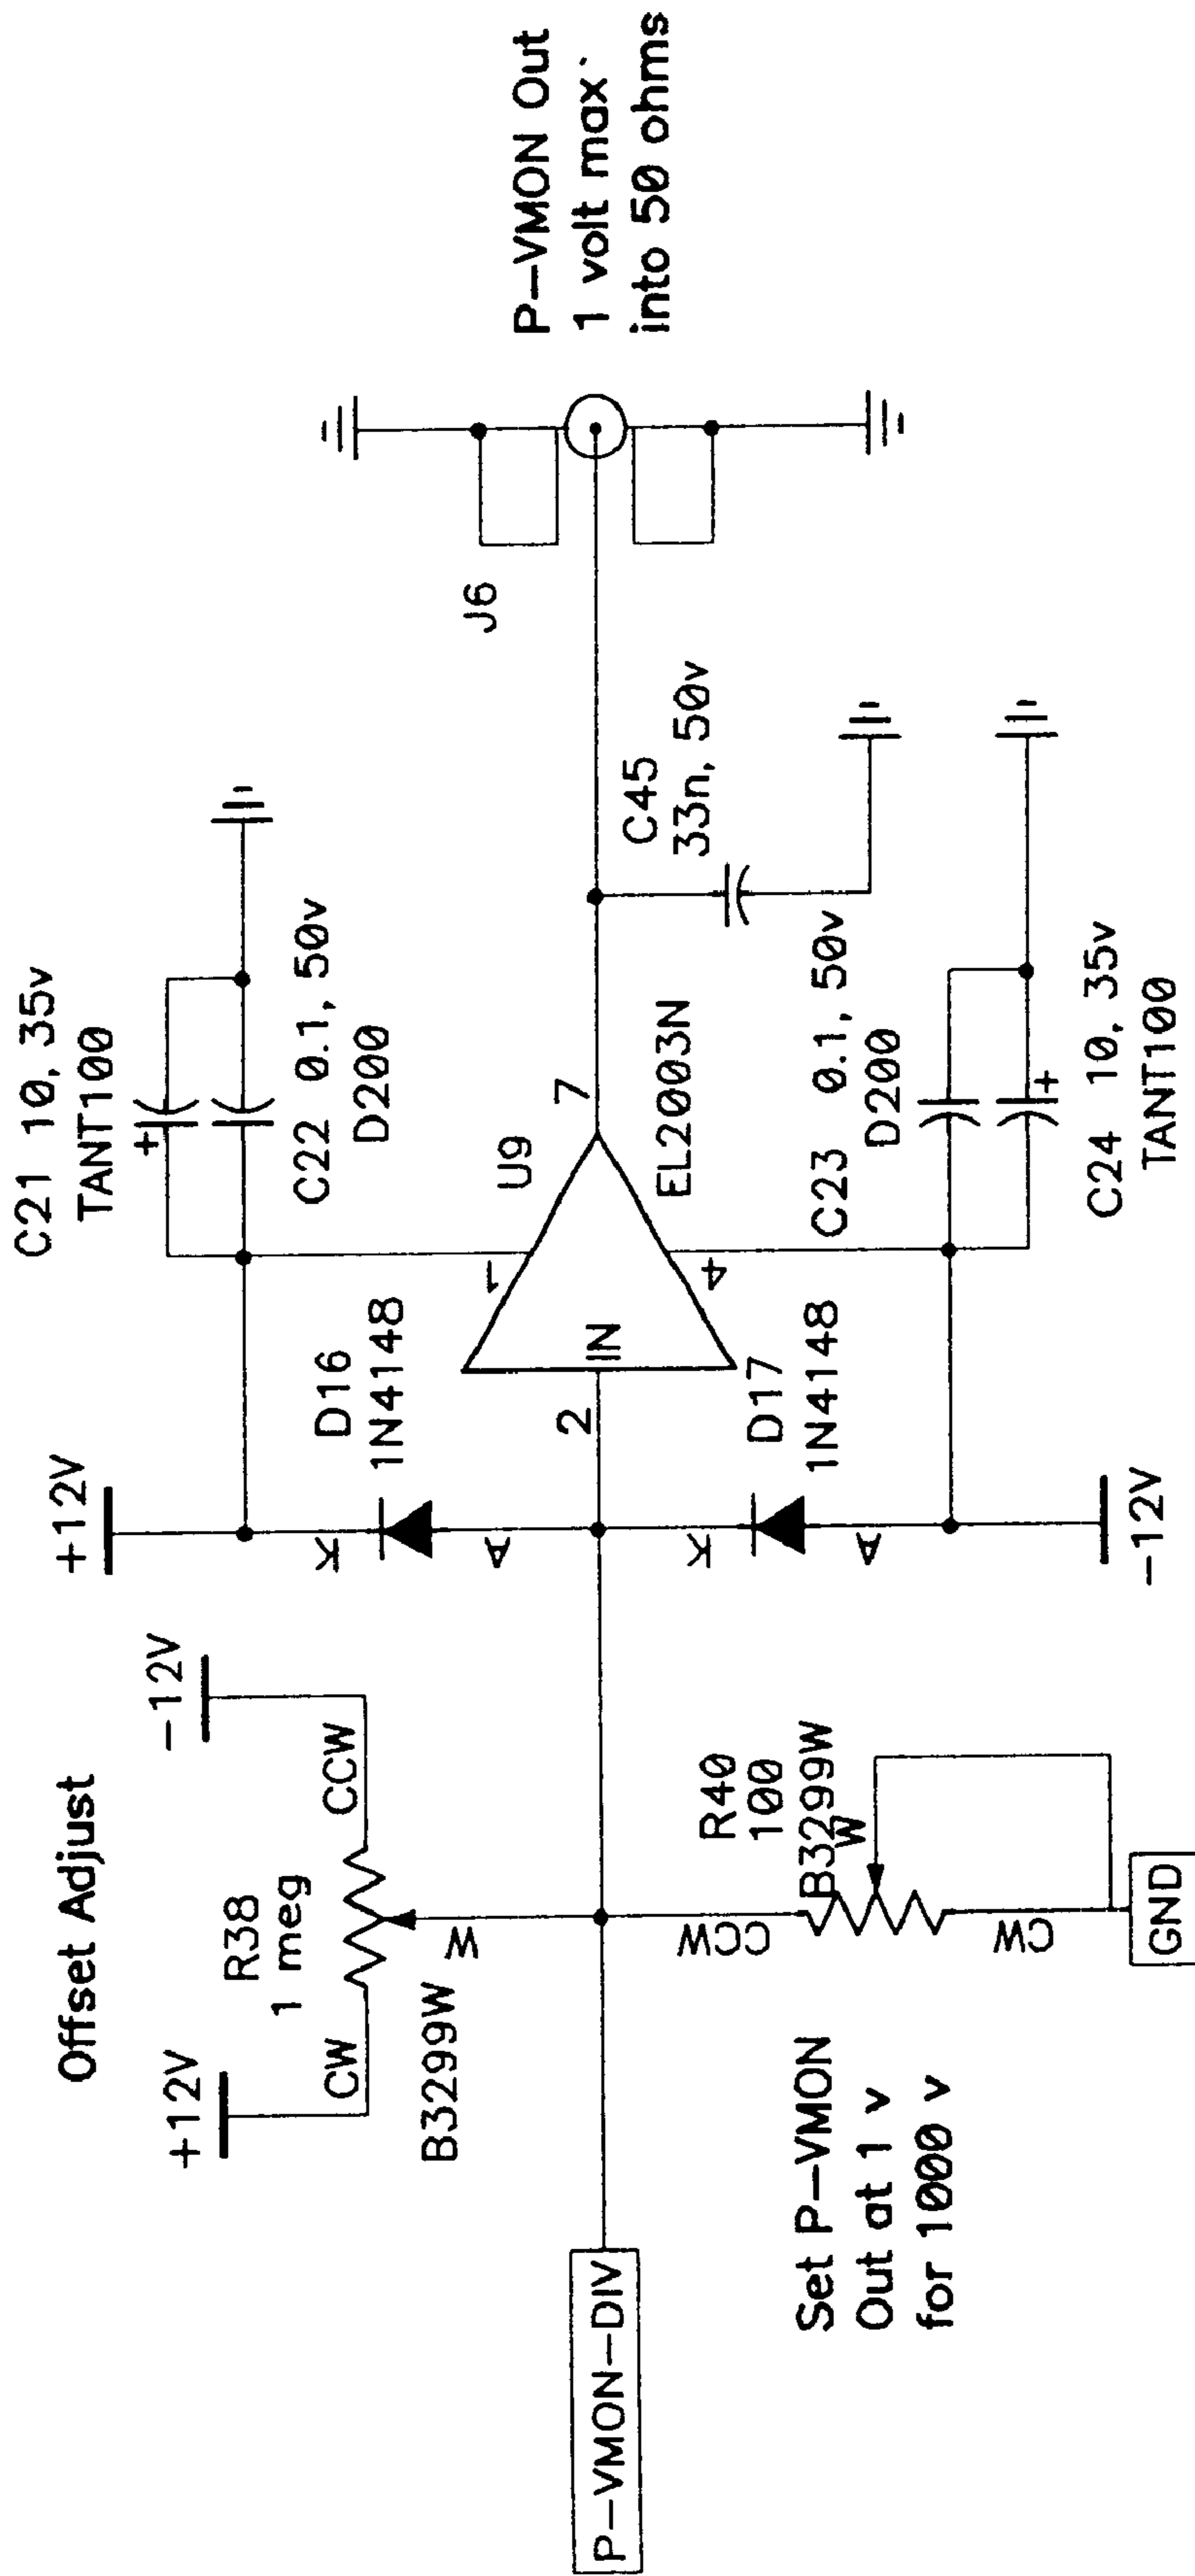 Offset Adjust
+12V
-12V
CW
CCW
R38
1 meg
W
B3299W
P-VMON-DIV
Set P-VMON
Out at 1 v
for 1000 v
CCW
R40
100
B3299W
W
CW
GND
+12V
K
D16
1N4148
A
K
D17
1N4148
A
-12V
C21 10, 35v
TANT100
+
C22 0.1, 50v
D200
2
IN
1
U9
7
4
EL2003N
C23 0.1, 50v
D200
+
C24 10, 35v
TANT100
C45
33n, 50v
J6
P-VMON Out
1 volt max
into 50 ohms